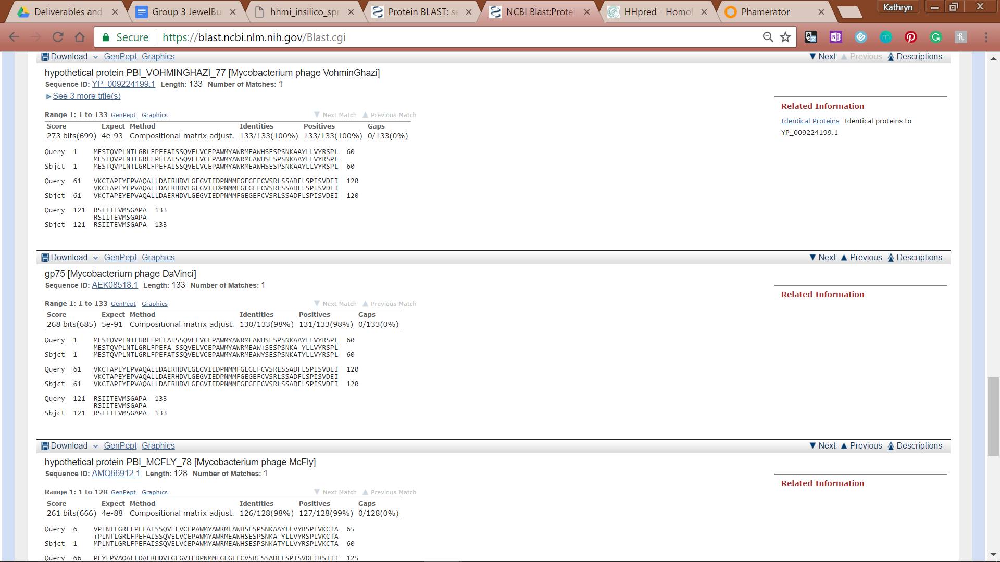 Deliverables and
Group 3 JewelBu
hhmi_insilico_spr
Protein BLAST: se
NCBI Blast:Protei
HHpred - Homol
Phamerator
Kathryn
Secure https://blast.ncbi.nlm.nih.gov/Blast.cgi
Download GenPept Graphics Next Previous Descriptions
hypothetical protein PBI_VOHMINGHAZI_77 [Mycobacterium phage VohminGhazi]
Sequence ID: YP_009224199.1 Length: 133 Number of Matches: 1
See 3 more title(s)
Related Information
Identical Proteins - Identical proteins to
YP_009224199.1
Range 1: 1 to 133 GenPept Graphics Next Match Previous Match
Score Expect Method Identities Positives Gaps
273 bits(699) 4e-93 Compositional matrix adjust. 133/133(100%) 133/133(100%) 0/133(0%)
Query 1 MESTQVPLNTLGRLFPEFAISSQVELVCEPAWMYAWRMEAWHSESPSNKAAYLLVYRSPL 60
MESTQVPLNTLGRLFPEFAISSQVELVCEPAWMYAWRMEAWHSESPSNKAAYLLVYRSPL
Sbjct 1 MESTQVPLNTLGRLFPEFAISSQVELVCEPAWMYAWRMEAWHSESPSNKAAYLLVYRSPL 60
Query 61 VKCTAPEYEPVAQALLDAERHDVLGEGVIEDPNMMFGEGEFCVSRLSSADFLSPISVDEI 120
VKCTAPEYEPVAQALLDAERHDVLGEGVIEDPNMMFGEGEFCVSRLSSADFLSPISVDEI
Sbjct 61 VKCTAPEYEPVAQALLDAERHDVLGEGVIEDPNMMFGEGEFCVSRLSSADFLSPISVDEI 120
Query 121 RSIITEVMSGAPA 133
RSIITEVMSGAPA
Sbjct 121 RSIITEVMSGAPA 133
Download GenPept Graphics Next Previous Descriptions
gp75 [Mycobacterium phage DaVinci]
Sequence ID: AEK08518.1 Length: 133 Number of Matches: 1
Related Information
Range 1: 1 to 133 GenPept Graphics Next Match Previous Match
Score Expect Method Identities Positives Gaps
268 bits(685) 5e-91 Compositional matrix adjust. 130/133(98%) 131/133(98%) 0/133(0%)
Query 1 MESTQVPLNTLGRLFPEFAISSQVELVCEPAWMYAWRMEAWHSESPSNKAAYLLVYRSPL 60
MESTQVPLNTLGRLFPEFA SSQVELVCEPAWMYAWRMEAW+SESPSNKA YLLVYRSPL
Sbjct 1 MESTQVPLNTLGRLFPEFATSSQVELVCEPAWMYAWRMEAWYSESPSNKATYLLVYRSPL 60
Query 61 VKCTAPEYEPVAQALLDAERHDVLGEGVIEDPNMMFGEGEFCVSRLSSADFLSPISVDEI 120
VKCTAPEYEPVAQALLDAERHDVLGEGVIEDPNMMFGEGEFCVSRLSSADFLSPISVDEI
Sbjct 61 VKCTAPEYEPVAQALLDAERHDVLGEGVIEDPNMMFGEGEFCVSRLSSADFLSPISVDEI 120
Query 121 RSIITEVMSGAPA 133
RSIITEVMSGAPA
Sbjct 121 RSIITEVMSGAPA 133
Download GenPept Graphics Next Previous Descriptions
hypothetical protein PBI_MCFLY_78 [Mycobacterium phage McFly]
Sequence ID: AMQ66912.1 Length: 128 Number of Matches: 1
Related Information
Range 1: 1 to 128 GenPept Graphics Next Match Previous Match
Score Expect Method Identities Positives Gaps
261 bits(666) 4e-88 Compositional matrix adjust. 126/128(98%) 127/128(99%) 0/128(0%)
Query 6 VPLNTLGRLFPEFAISSQVELVCEPAWMYAWRMEAWHSESPSNKAAYLLVYRSPLVKCTA 65
+PLNTLGRLFPEFAISSQVELVCEPAWMYAWRMEAWHSESPSNKA YLLVYRSPLVKCTA
Sbjct 1 MPLNTLGRLFPEFAISSQVELVCEPAWMYAWRMEAWHSESPSNKATYLLVYRSPLVKCTA 60
Query 66 PEYEPVAQALLDAERHDVLGEGVIEDPNMMFGEGEFCVSRLSSADFLSPISVDEIRSIIT 125